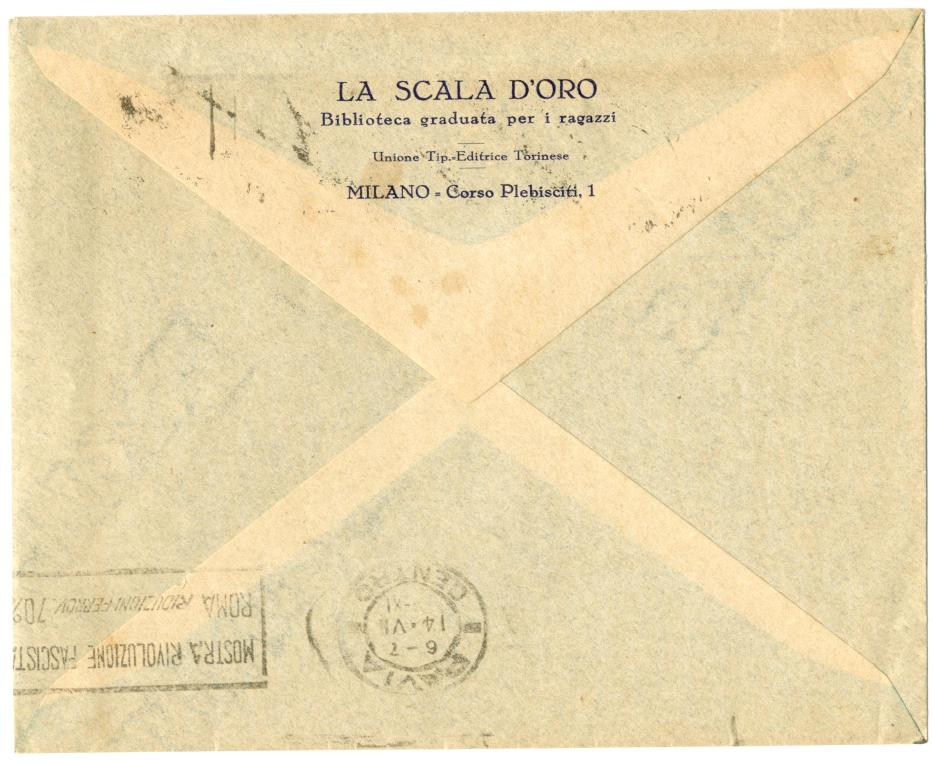 LA SCALA D'ORO
Biblioteca graduata per i ragazzi
Unione Tip.-Editrice Torinese
MILANO - Corso Plebisciti, 1
MOSTRA RIVOLUZIONE FASCISTA
ROMA RIDUZIONI FERROV. 70%
PAVIA
6-7
14·VI
XI
CENTRO